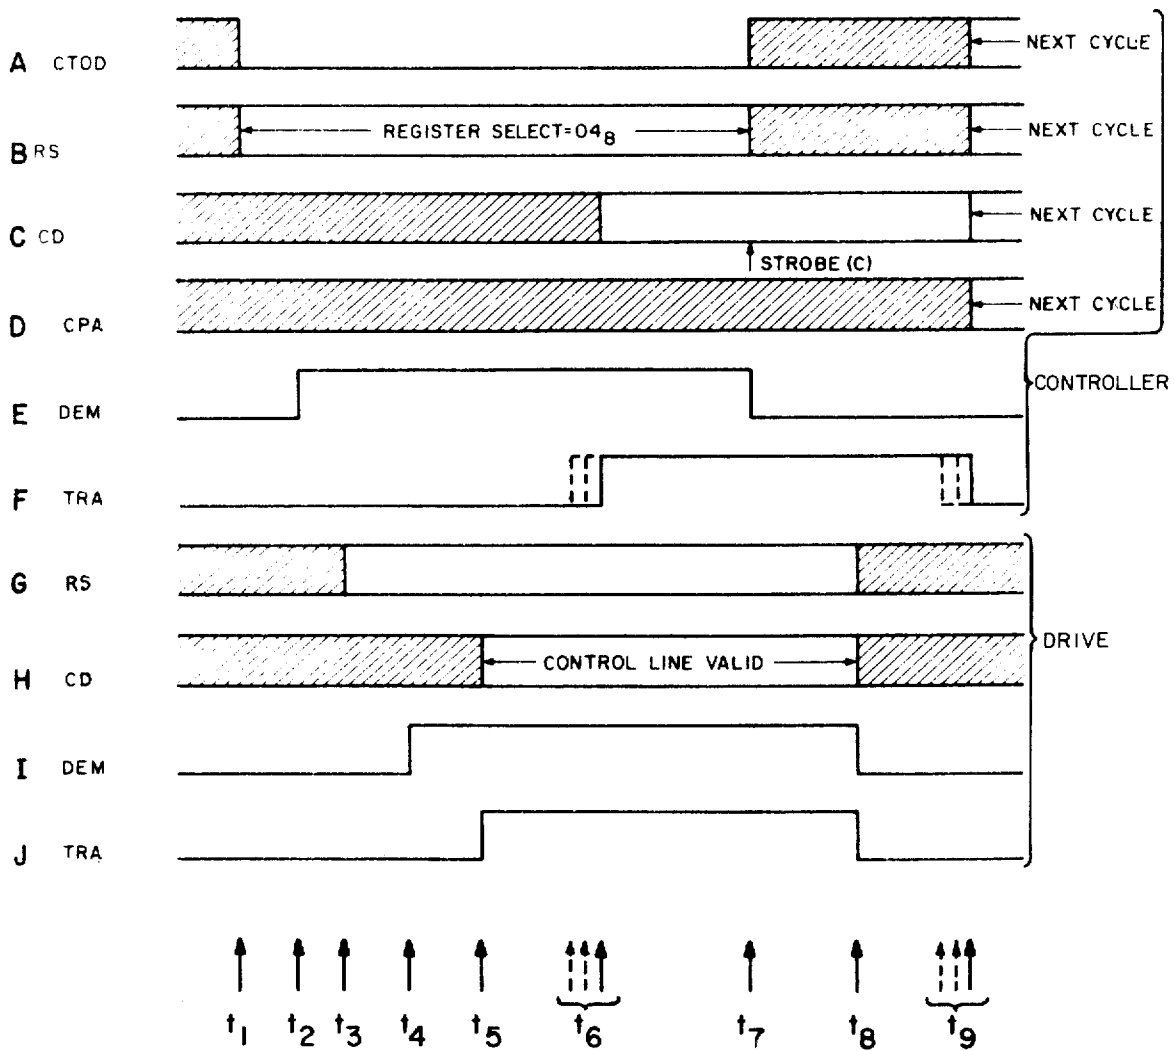 A CTOD
NEXT CYCLE
B RS
REGISTER SELECT=04₈
NEXT CYCLE
C CD
NEXT CYCLE
STROBE (C)
D CPA
NEXT CYCLE
CONTROLLER
E DEM
F TRA
G RS
H CD
CONTROL LINE VALID
DRIVE
I DEM
J TRA
t₁ t₂ t₃ t₄ t₅ t₆ t₇ t₈ t₉